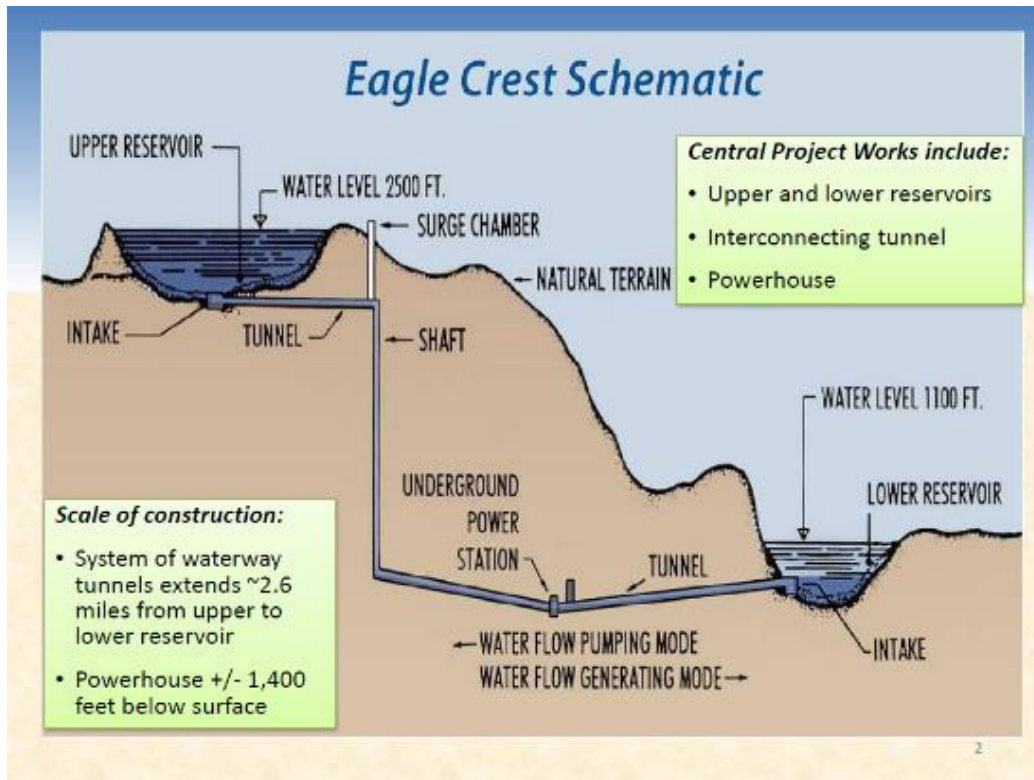 Eagle Crest Schematic
UPPER RESERVOIR
WATER LEVEL 2500 FT.
SURGE CHAMBER
NATURAL TERRAIN
INTAKE
TUNNEL
SHAFT
Central Project Works include:
• Upper and lower reservoirs
• Interconnecting tunnel
• Powerhouse
WATER LEVEL 1100 FT.
LOWER RESERVOIR
UNDERGROUND
POWER
STATION
TUNNEL
INTAKE
WATER FLOW PUMPING MODE
WATER FLOW GENERATING MODE
Scale of construction:
• System of waterway
tunnels extends ~2.6
miles from upper to
lower reservoir
• Powerhouse +/- 1,400
feet below surface
2